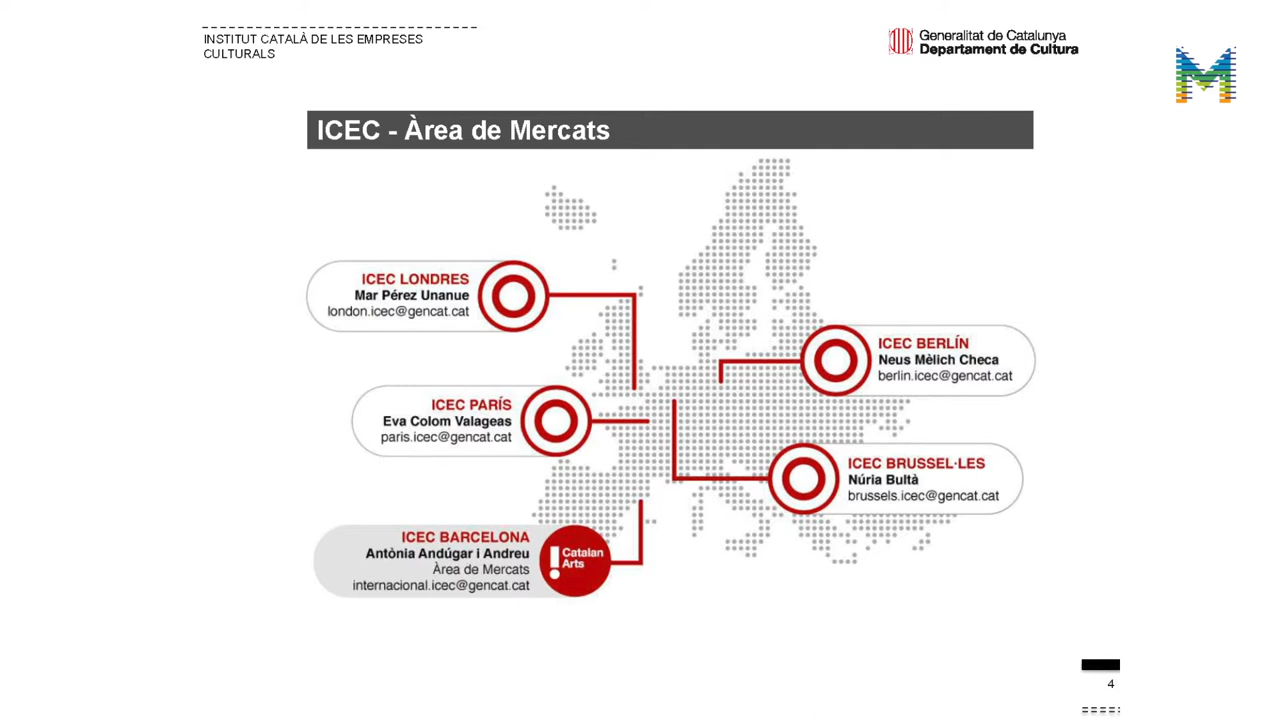 INSTITUT CATALÀ DE LES EMPRESES
CULTURALS
Generalitat de Catalunya
Departament de Cultura
M
ICEC - Àrea de Mercats
ICEC LONDRES
Mar Pérez Unanue
london.icec@gencat.cat
ICEC BERLÍN
Neus Mèlich Checa
berlin.icec@gencat.cat
ICEC PARÍS
Eva Colom Valageas
paris.icec@gencat.cat
ICEC BRUSSEL·LES
Núria Bultà
brussels.icec@gencat.cat
ICEC BARCELONA
Antònia Andúgar i Andreu
Àrea de Mercats
internacional.icec@gencat.cat
! Catalan
Arts
4